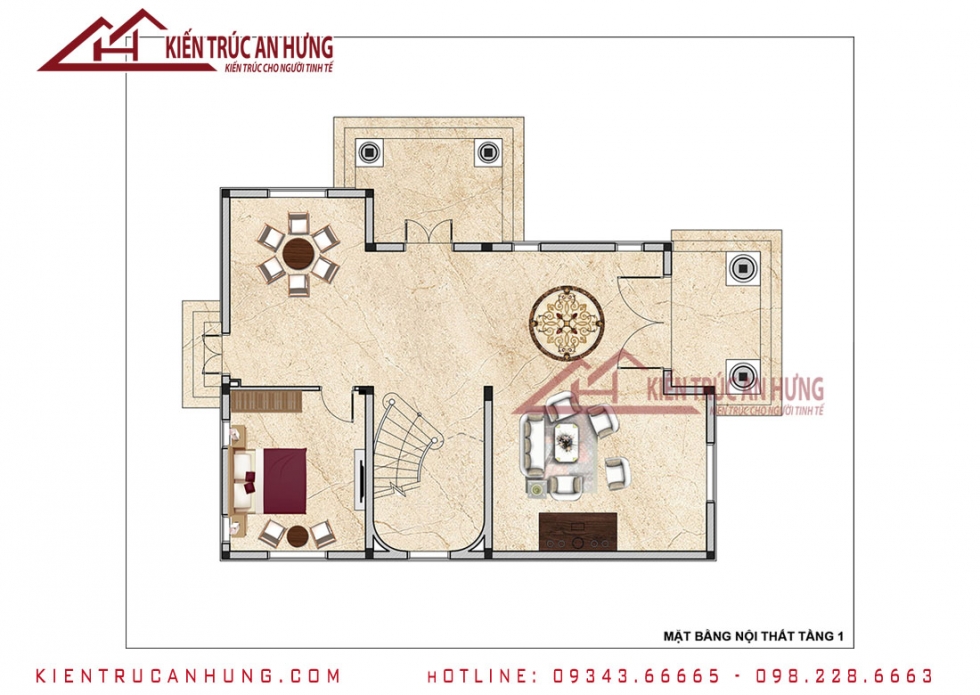 KIẾN TRÚC AN HƯNG
KIẾN TRÚC CHO NGƯỜI TINH TẾ
KIẾN TRÚC AN HƯNG
KIẾN TRÚC CHO NGƯỜI TINH TẾ
MẶT BẰNG NỘI THẤT TẦNG 1
KIENTRUCANHUNG.COM HOTLINE: 09343.66665 - 098.228.6663